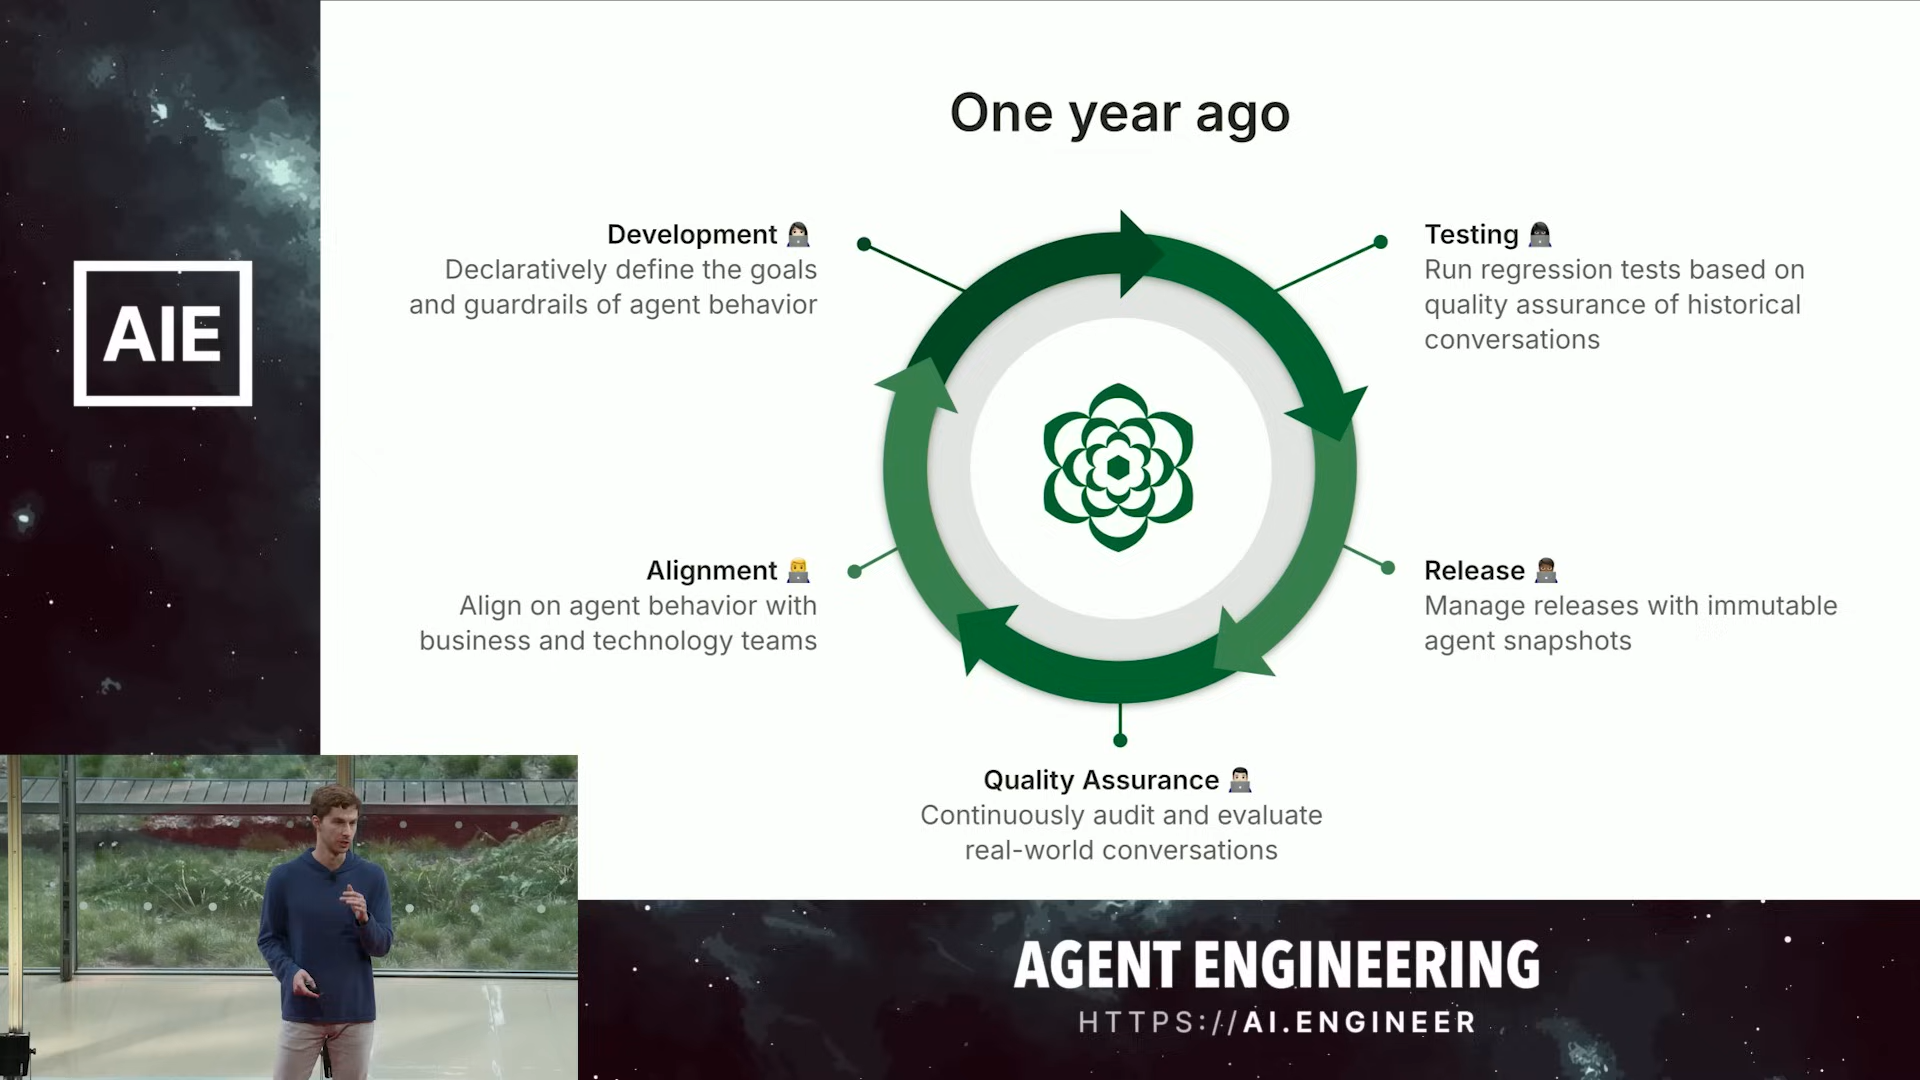 AIE
One year ago
Development
Declaratively define the goals
and guardrails of agent behavior
Testing
Run regression tests based on
quality assurance of historical
conversations
Alignment
Align on agent behavior with
business and technology teams
Release
Manage releases with immutable
agent snapshots
Quality Assurance
Continuously audit and evaluate
real-world conversations
AGENT ENGINEERING
HTTPS://AI.ENGINEER